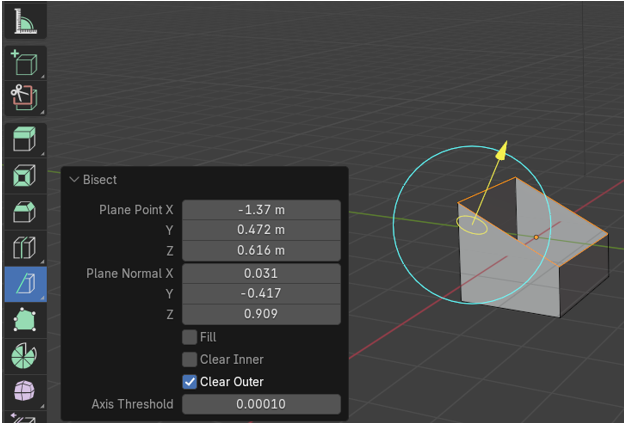 Bisect
Plane Point X -1.37 m
Y 0.472 m
Z 0.616 m
Plane Normal X 0.031
Y -0.417
Z 0.909
Fill
Clear Inner
Clear Outer
Axis Threshold 0.00010